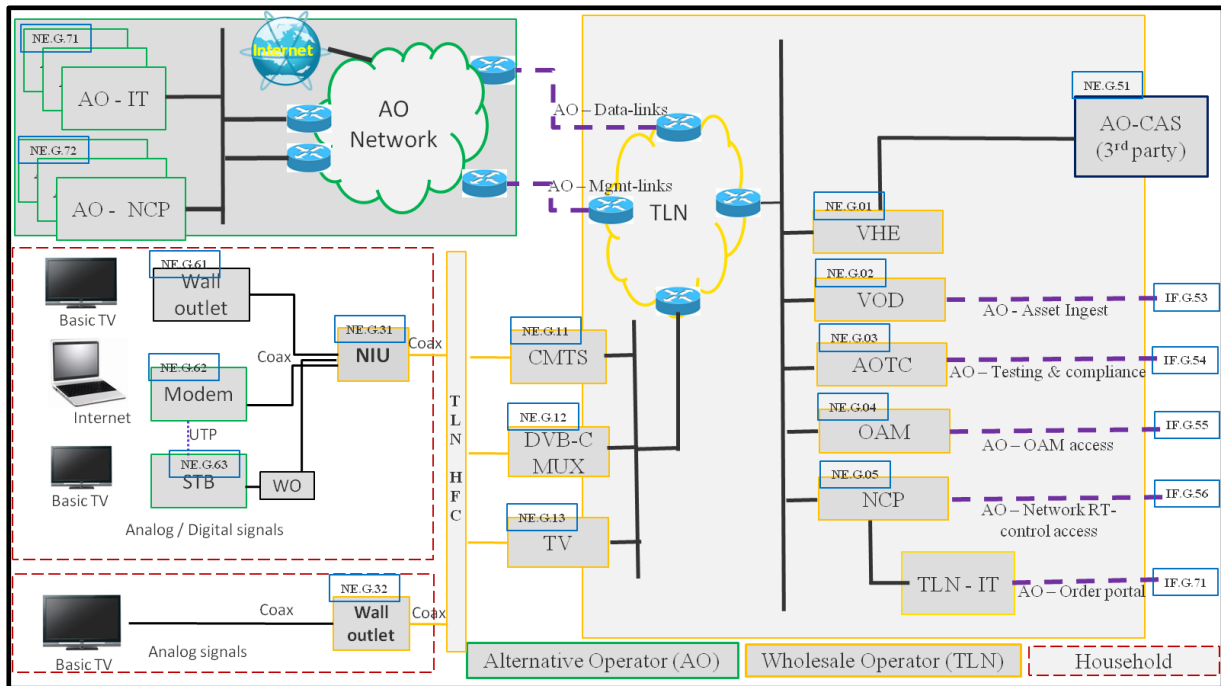 NE.G.71
AO - IT
NE.G.72
AO - NCP
Internet
AO
Network
AO – Data-links
AO – Mgmt-links
TLN
NE.G.51
AO-CAS
(3rd party)
NE.G.01
VHE
NE.G.02
VOD
AO - Asset Ingest
IF.G.53
NE.G.03
AOTC
AO – Testing & compliance
IF.G.54
NE.G.04
OAM
AO – OAM access
IF.G.55
NE.G.05
NCP
AO – Network RT-
control access
IF.G.56
TLN - IT
AO – Order portal
IF.G.71
Basic TV
NE.G.61
Wall
outlet
Internet
NE.G.62
Modem
Coax
UTP
Basic TV
NE.G.63
STB
WO
NE.G.31
NIU
Coax
Analog / Digital signals
TLN HFC
NE.G.11
CMTS
NE.G.12
DVB-C
MUX
NE.G.13
TV
Basic TV
Coax
Analog signals
NE.G.32
Wall
outlet
Coax
Alternative Operator (AO)
Wholesale Operator (TLN)
Household